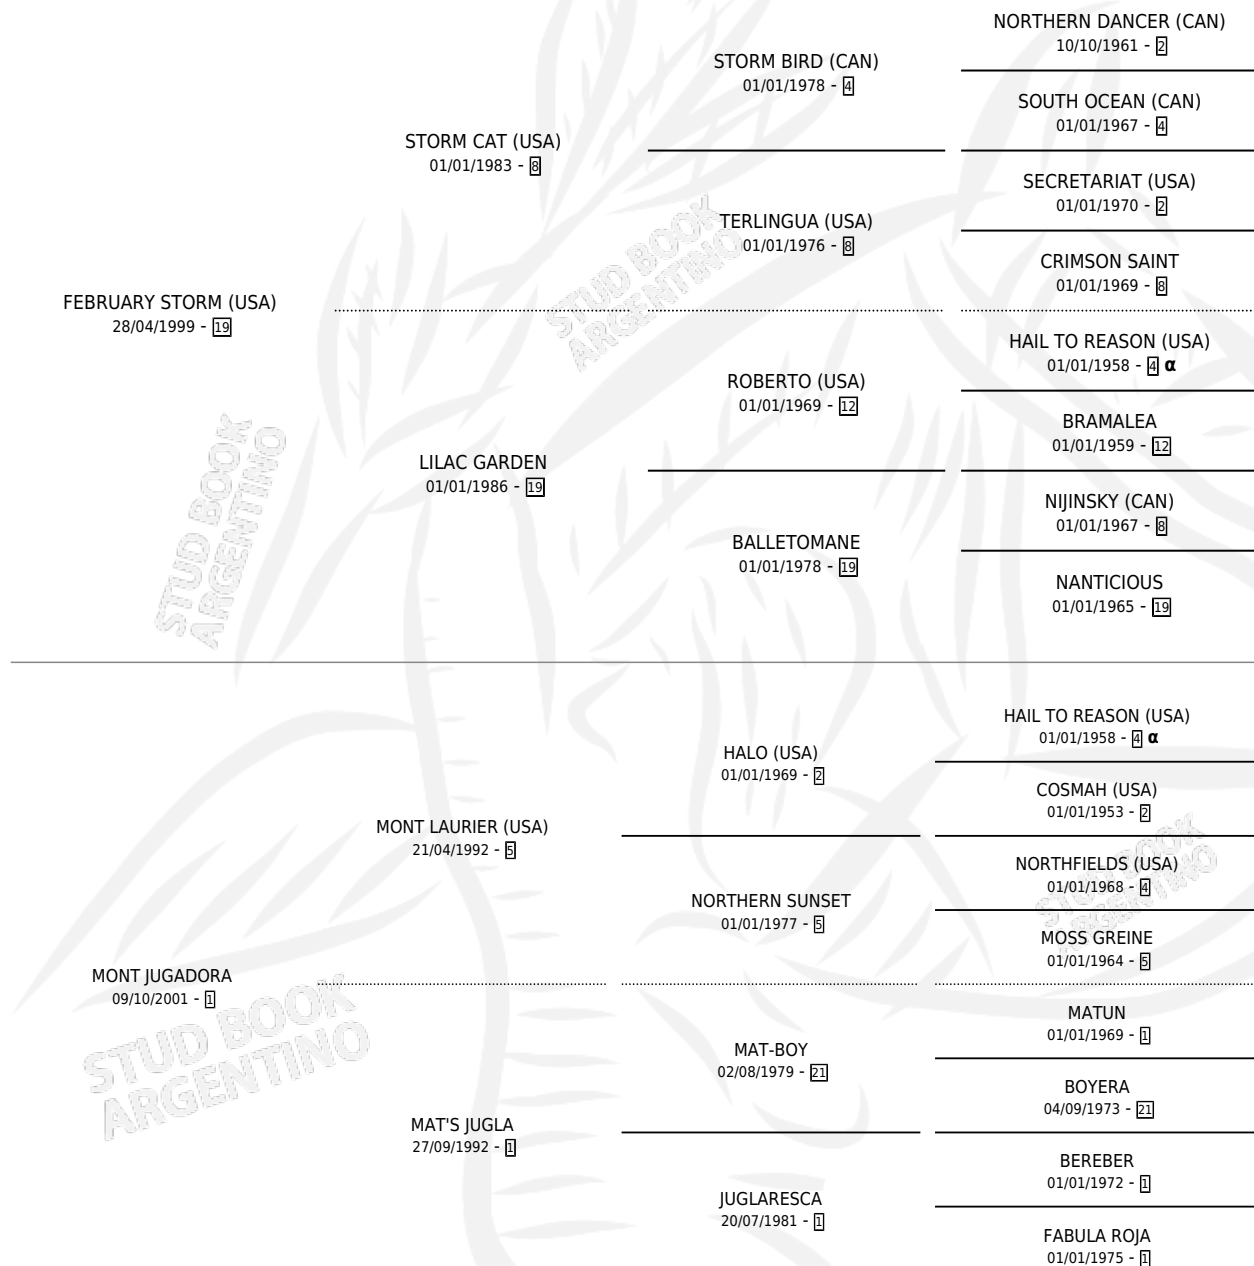 NORTHERN DANCER (CAN)
10/10/1961 - 2
STORM BIRD (CAN)
01/01/1978 - 4
SOUTH OCEAN (CAN)
01/01/1967 - 4
STORM CAT (USA)
01/01/1983 - 8
SECRETARIAT (USA)
01/01/1970 - 2
TERLINGUA (USA)
01/01/1976 - 8
CRIMSON SAINT
01/01/1969 - 8
FEBRUARY STORM (USA)
28/04/1999 - 19
HAIL TO REASON (USA)
01/01/1958 - 4 α
ROBERTO (USA)
01/01/1969 - 12
BRAMALEA
01/01/1959 - 12
LILAC GARDEN
01/01/1986 - 19
NIJINSKY (CAN)
01/01/1967 - 8
BALLETOMANE
01/01/1978 - 19
NANTICIOUS
01/01/1965 - 19
HAIL TO REASON (USA)
01/01/1958 - 4 α
HALO (USA)
01/01/1969 - 2
COSMAH (USA)
01/01/1953 - 2
MONT LAURIER (USA)
21/04/1992 - 5
NORTHFIELDS (USA)
01/01/1968 - 4
NORTHERN SUNSET
01/01/1977 - 5
MOSS GREINE
01/01/1964 - 5
MONT JUGADORA
09/10/2001 - 1
MATUN
01/01/1969 - 1
MAT-BOY
02/08/1979 - 21
BOYERA
04/09/1973 - 21
MAT'S JUGLA
27/09/1992 - 1
BEREBER
01/01/1972 - 1
JUGLARESCA
20/07/1981 - 1
FABULA ROJA
01/01/1975 - 1
STUD BOOK
ARGENTINO
STUD BOOK
ARGENTINO
STUD BOOK
ARGENTINO
STUD BOOK
ARGENTINO